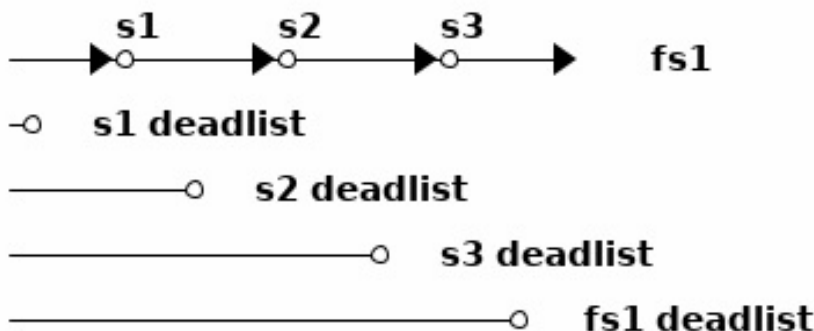 s1 s2 s3
fs1
s1 deadlist
s2 deadlist
s3 deadlist
fs1 deadlist